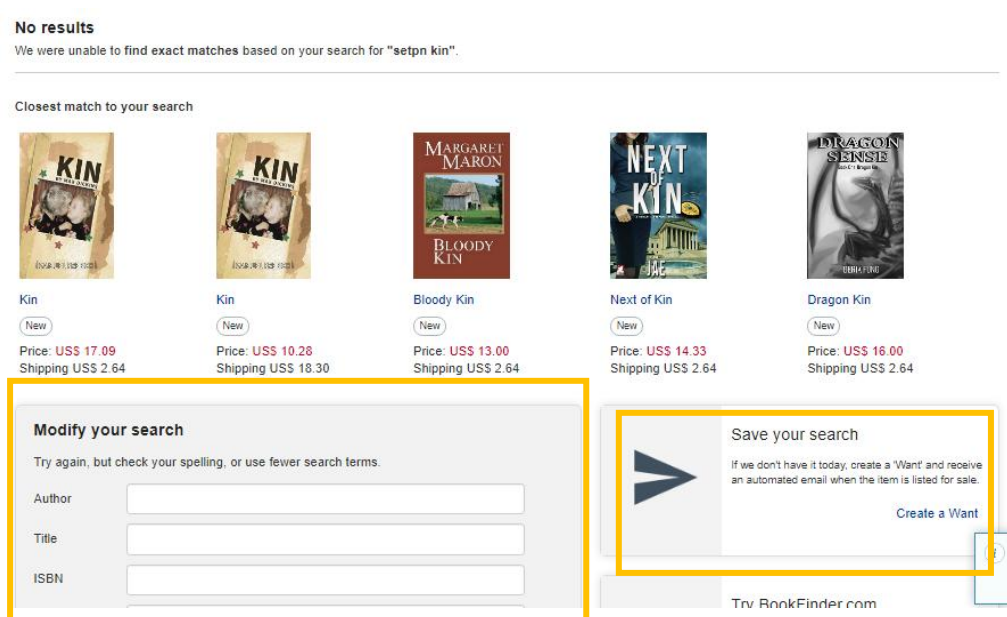 No results
We were unable to find exact matches based on your search for "setpn kin".
Closest match to your search
KIN
KIN
MARGARET
MARON
BLOODY
KIN
NEXT
OF
KIN
JAE
DRAGON
SENSE
Kin
New
Price: US$ 17.09
Shipping US$ 2.64
Kin
New
Price: US$ 10.28
Shipping US$ 18.30
Bloody Kin
New
Price: US$ 13.00
Shipping US$ 2.64
Next of Kin
New
Price: US$ 14.33
Shipping US$ 2.64
Dragon Kin
New
Price: US$ 16.00
Shipping US$ 2.64
Modify your search
Try again, but check your spelling, or use fewer search terms.
Author
Title
ISBN
Save your search
If we don't have it today, create a 'Want' and receive
an automated email when the item is listed for sale.
Create a Want
Try BookFinder.com